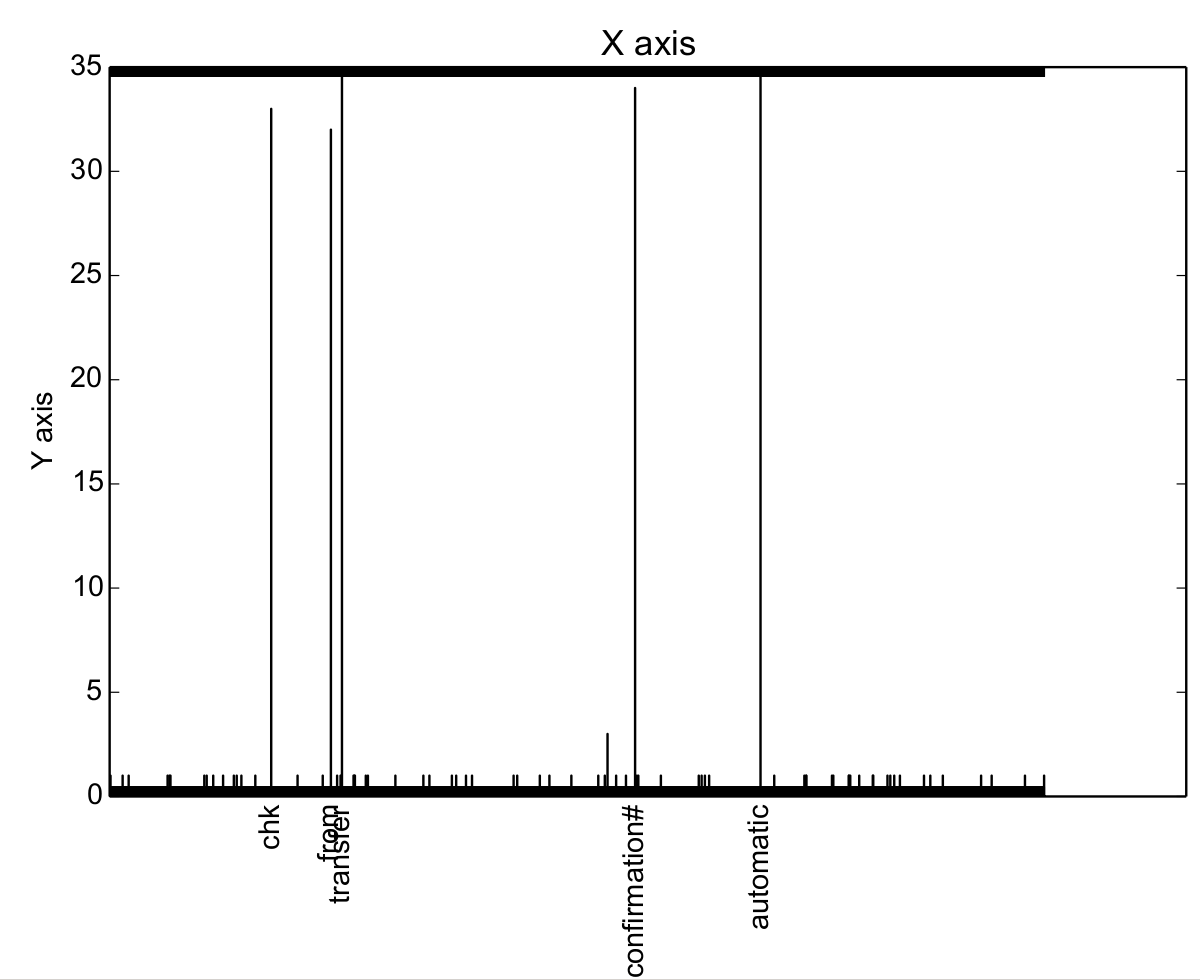 X axis
35
30
25
20
15
10
5
0
Y axis
chk
from
transfer
confirmation#
automatic